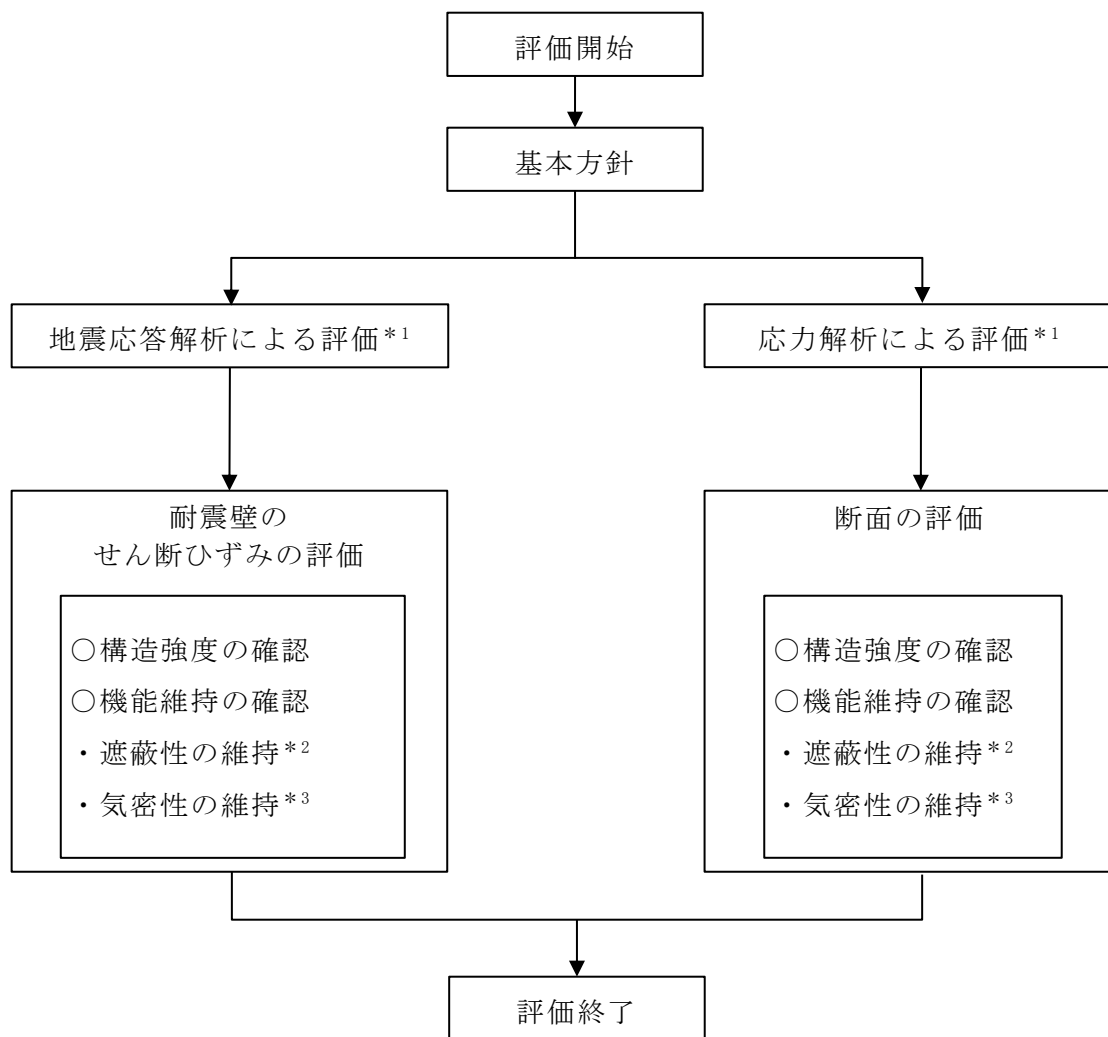 評価開始
基本方針
地震応答解析による評価*1
応力解析による評価*1
耐震壁の
せん断ひずみの評価
○構造強度の確認
○機能維持の確認
・遮蔽性の維持*2
・気密性の維持*3
断面の評価
○構造強度の確認
○機能維持の確認
・遮蔽性の維持*2
・気密性の維持*3
評価終了